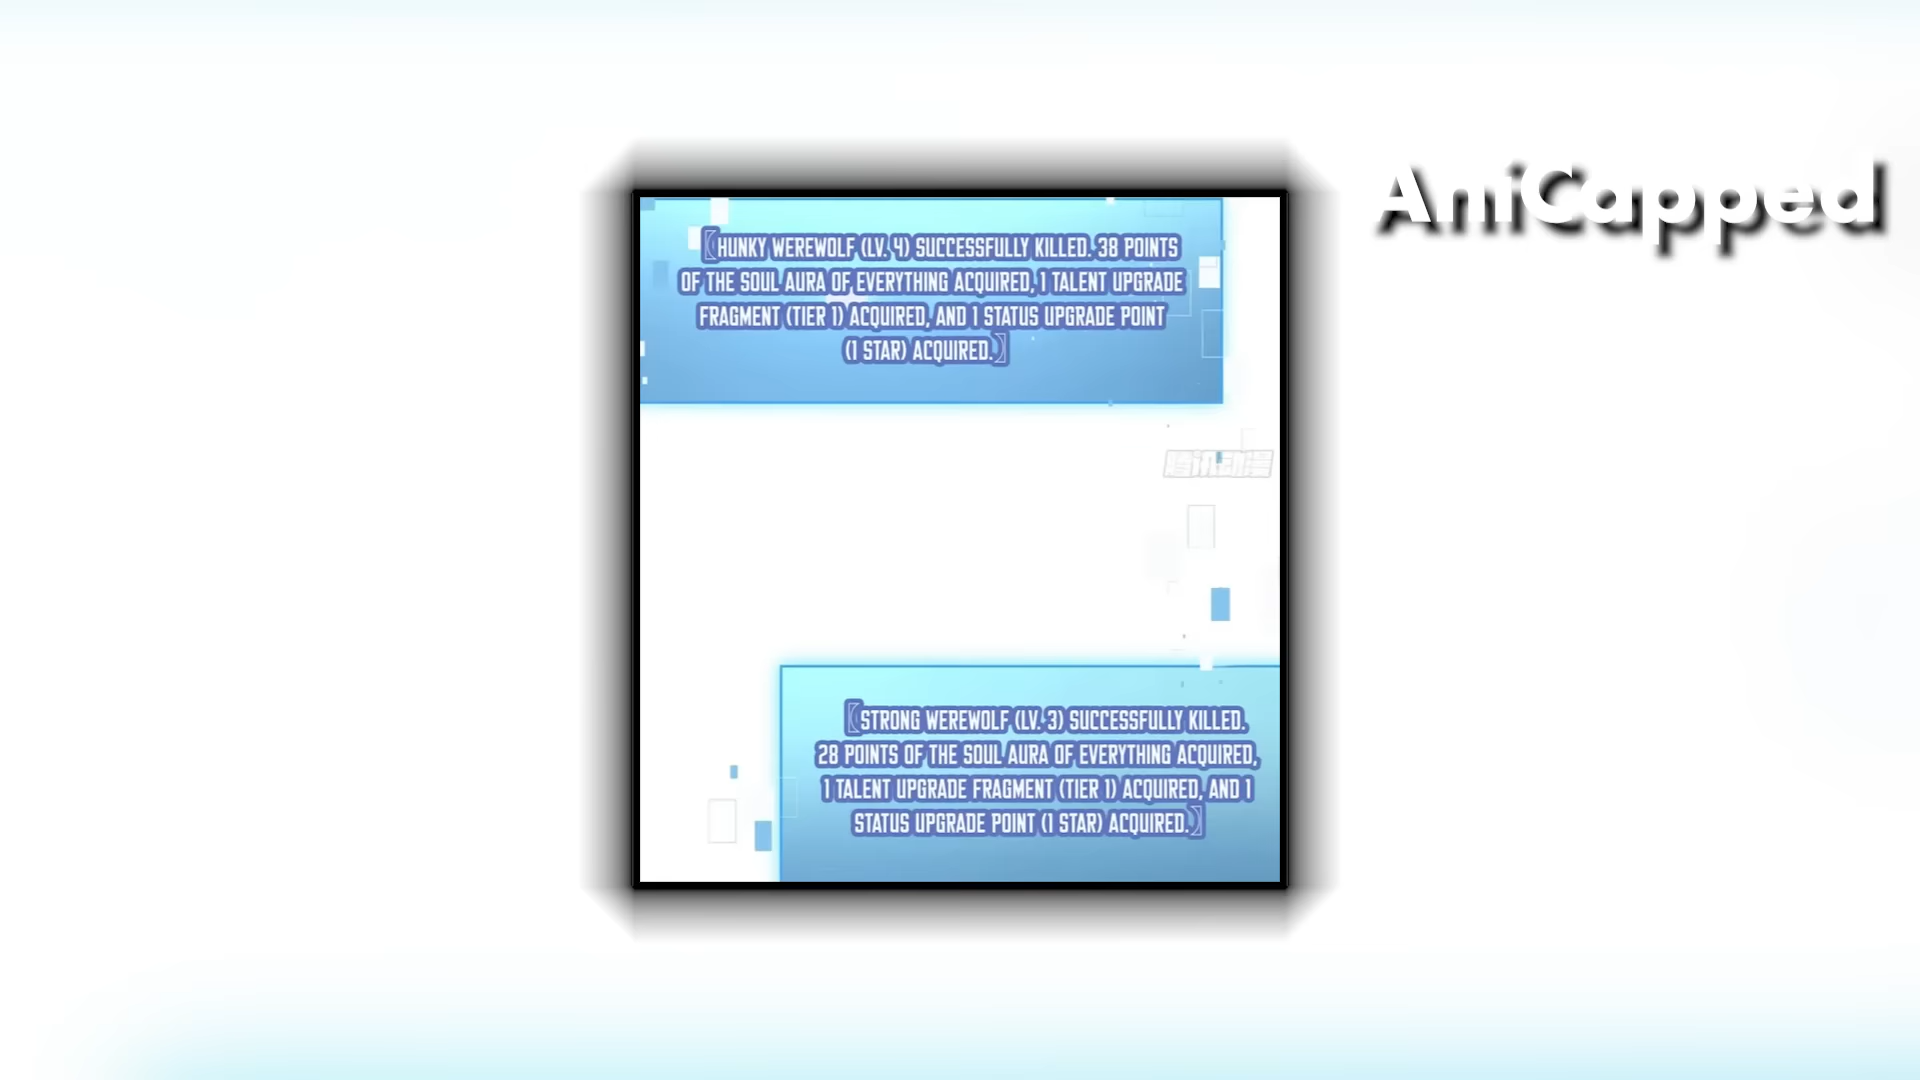 AniCapped
[HUNKY WEREWOLF (LV. 4) SUCCESSFULLY KILLED. 38 POINTS
OF THE SOUL AURA OF EVERYTHING ACQUIRED, 1 TALENT UPGRADE
FRAGMENT (TIER 1) ACQUIRED, AND 1 STATUS UPGRADE POINT
(1 STAR) ACQUIRED.]
[STRONG WEREWOLF (LV. 3) SUCCESSFULLY KILLED.
28 POINTS OF THE SOUL AURA OF EVERYTHING ACQUIRED,
1 TALENT UPGRADE FRAGMENT (TIER 1) ACQUIRED, AND 1
STATUS UPGRADE POINT (1 STAR) ACQUIRED.]